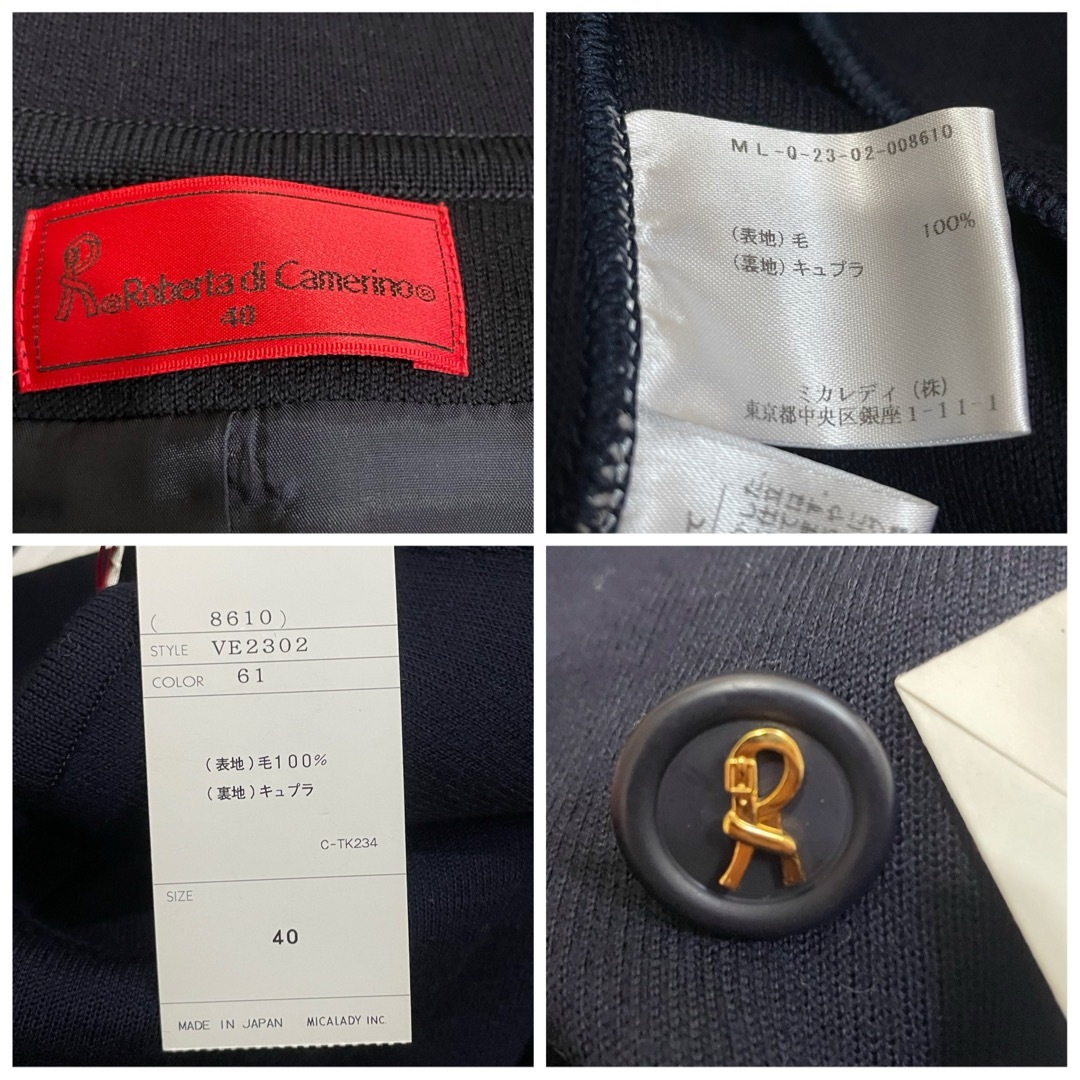 R®Roberta di Camerino®
40
ML-Q-23-02-008610
(表地)毛 100%
(裏地)キュプラ
ミカレディ(株)
東京都中央区銀座1-11-1
( 8610)
STYLE VE2302
COLOR 61
(表地)毛100%
(裏地)キュプラ
C-TK234
SIZE
40
MADE IN JAPAN MICALADY INC.
R